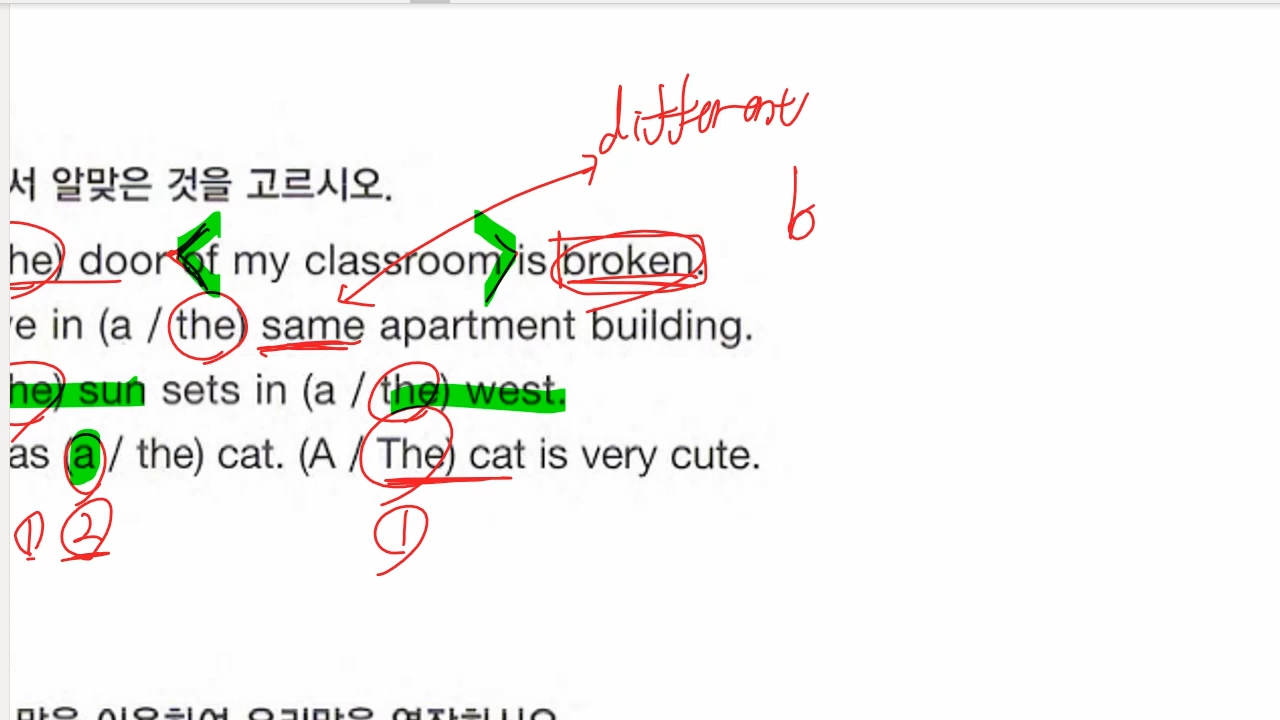 different
서 알맞은 것을 고르시오.
b
he) door of my classroom is broken.
e in (a / the) same apartment building.
he) sun sets in (a / the) west.
as (a / the) cat. (A / The) cat is very cute.
① ② ①